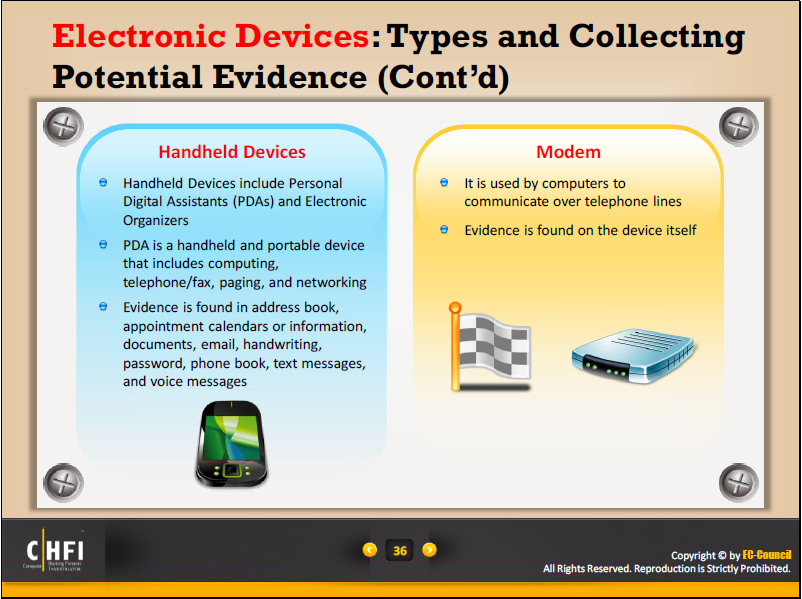 Electronic Devices: Types and Collecting
Potential Evidence (Cont’d)
Handheld Devices
Handheld Devices include Personal
Digital Assistants (PDAs) and Electronic
Organizers
PDA is a handheld and portable device
that includes computing,
telephone/fax, paging, and networking
Evidence is found in address book,
appointment calendars or information,
documents, email, handwriting,
password, phone book, text messages,
and voice messages
Modem
It is used by computers to
communicate over telephone lines
Evidence is found on the device itself
CHFI
Computer Hacking Forensic
INVESTIGATOR
36
Copyright © by EC-Council
All Rights Reserved. Reproduction is Strictly Prohibited.